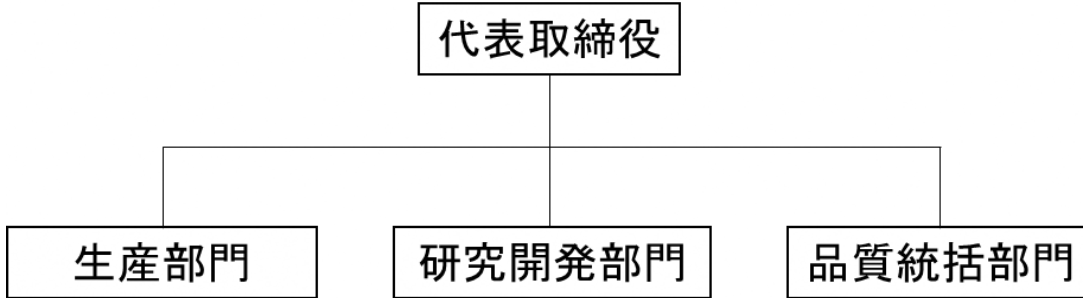 代表取締役
生産部門
研究開発部門
品質統括部門